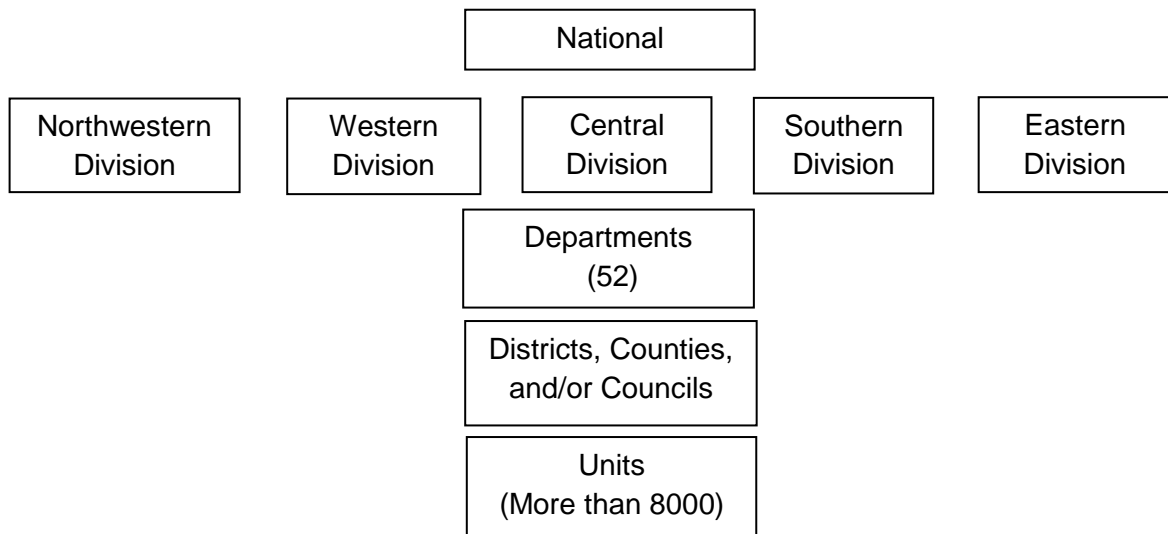 National
Northwestern
Division
Western
Division
Central
Division
Southern
Division
Eastern
Division
Departments
(52)
Districts, Counties,
and/or Councils
Units
(More than 8000)